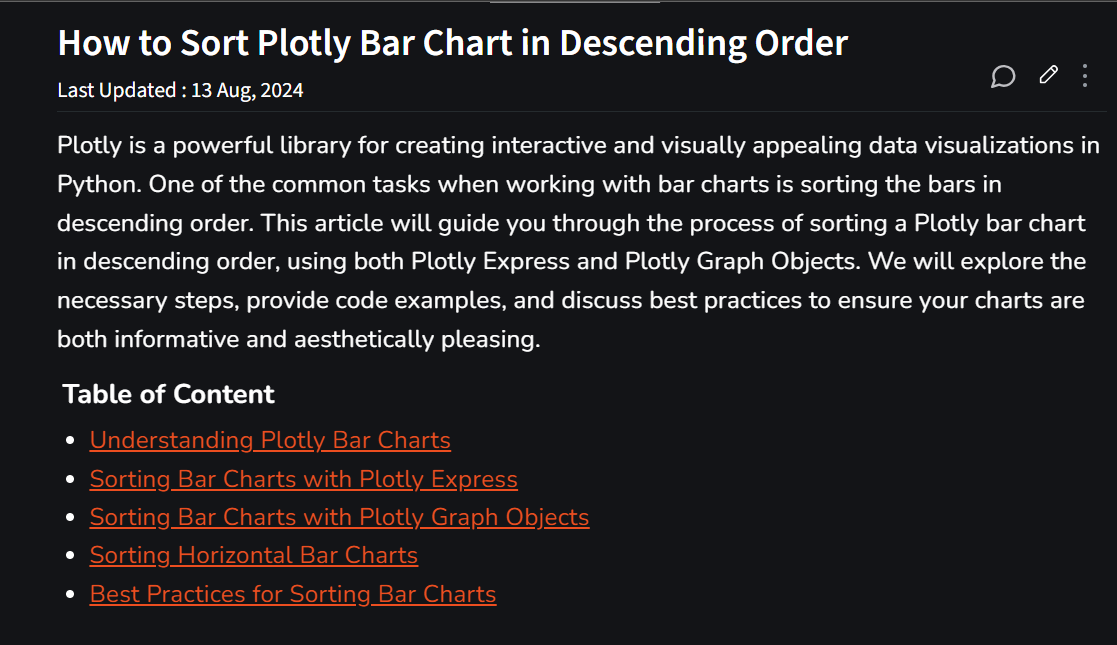 How to Sort Plotly Bar Chart in Descending Order
Last Updated : 13 Aug, 2024
Plotly is a powerful library for creating interactive and visually appealing data visualizations in
Python. One of the common tasks when working with bar charts is sorting the bars in
descending order. This article will guide you through the process of sorting a Plotly bar chart
in descending order, using both Plotly Express and Plotly Graph Objects. We will explore the
necessary steps, provide code examples, and discuss best practices to ensure your charts are
both informative and aesthetically pleasing.
Table of Content
Understanding Plotly Bar Charts
Sorting Bar Charts with Plotly Express
Sorting Bar Charts with Plotly Graph Objects
Sorting Horizontal Bar Charts
Best Practices for Sorting Bar Charts